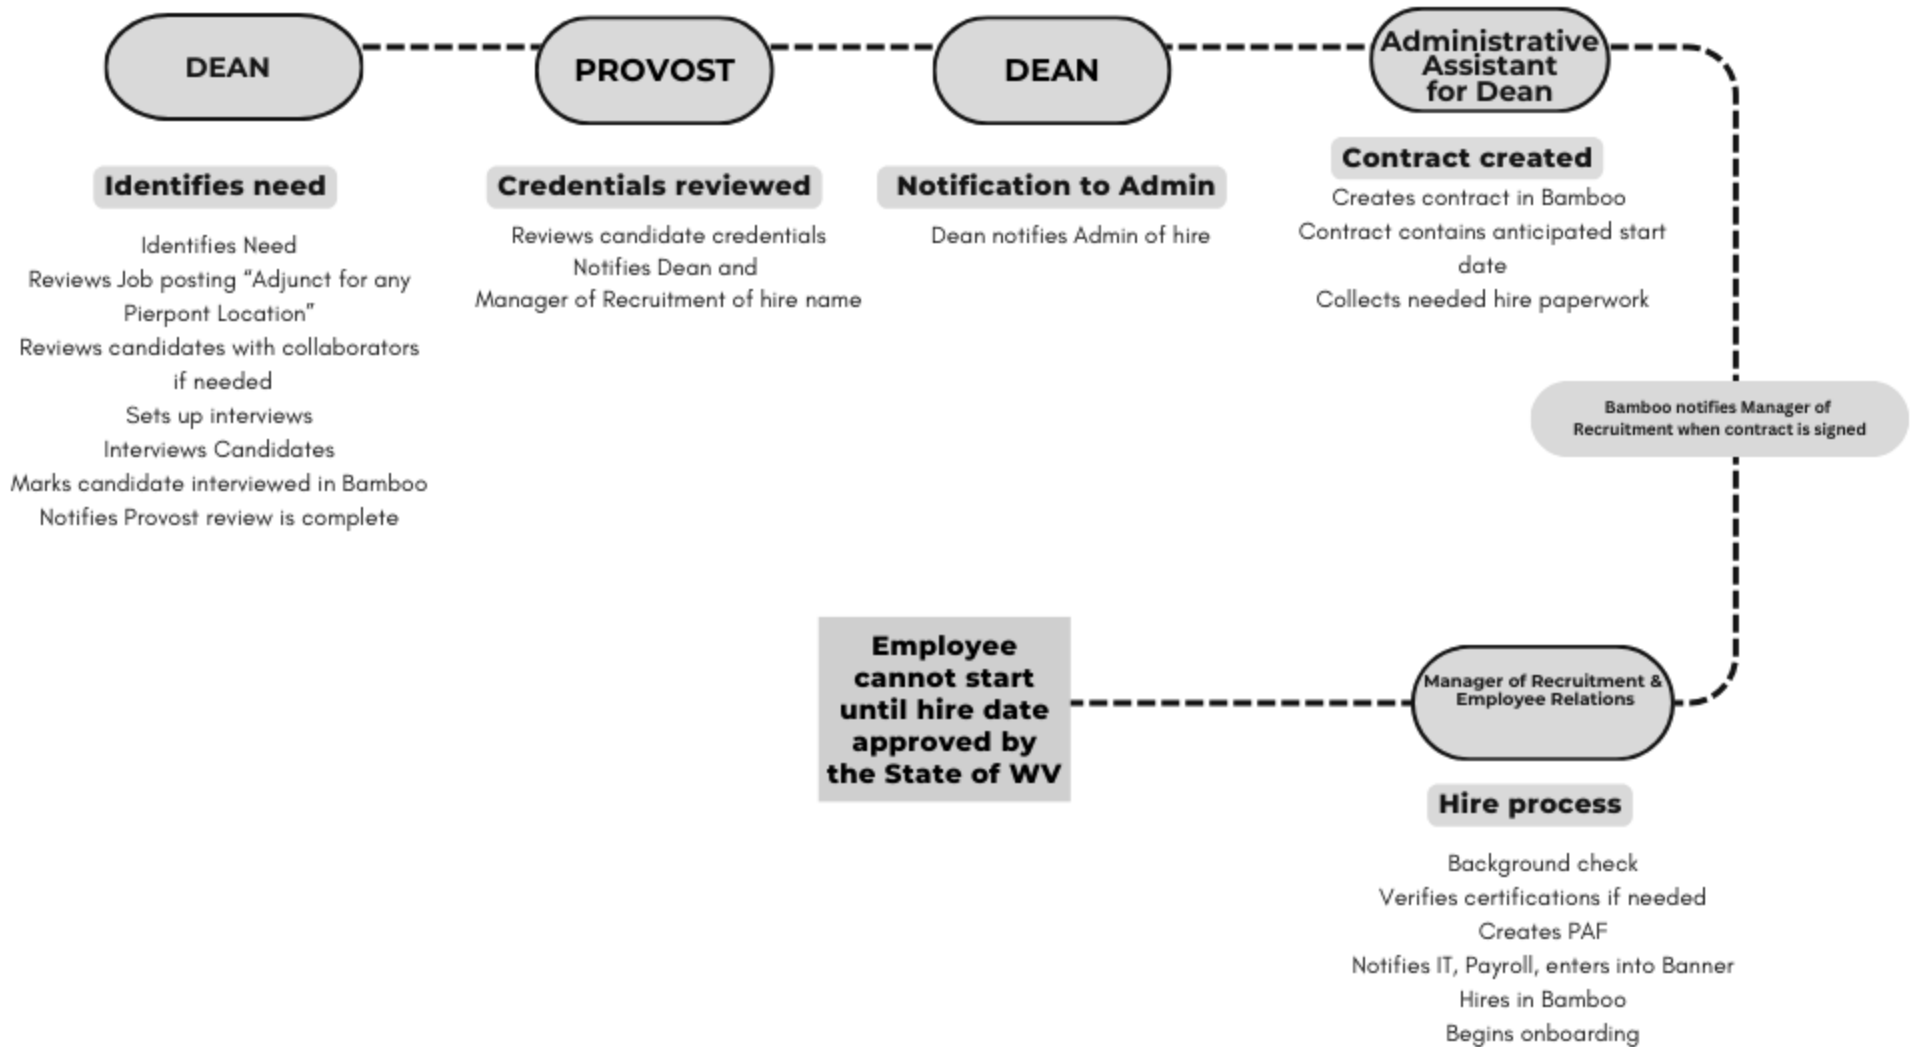 DEAN
Identifies need
Identifies Need
Reviews Job posting “Adjunct for any
Pierpont Location”
Reviews candidates with collaborators
if needed
Sets up interviews
Interviews Candidates
Marks candidate interviewed in Bamboo
Notifies Provost review is complete
PROVOST
Credentials reviewed
Reviews candidate credentials
Notifies Dean and
Manager of Recruitment of hire name
DEAN
Notification to Admin
Dean notifies Admin of hire
Administrative
Assistant
for Dean
Contract created
Creates contract in Bamboo
Contract contains anticipated start
date
Collects needed hire paperwork
Bamboo notifies Manager of
Recruitment when contract is signed
Manager of Recruitment &
Employee Relations
Hire process
Background check
Verifies certifications if needed
Creates PAF
Notifies IT, Payroll, enters into Banner
Hires in Bamboo
Begins onboarding
Employee
cannot start
until hire date
approved by
the State of WV